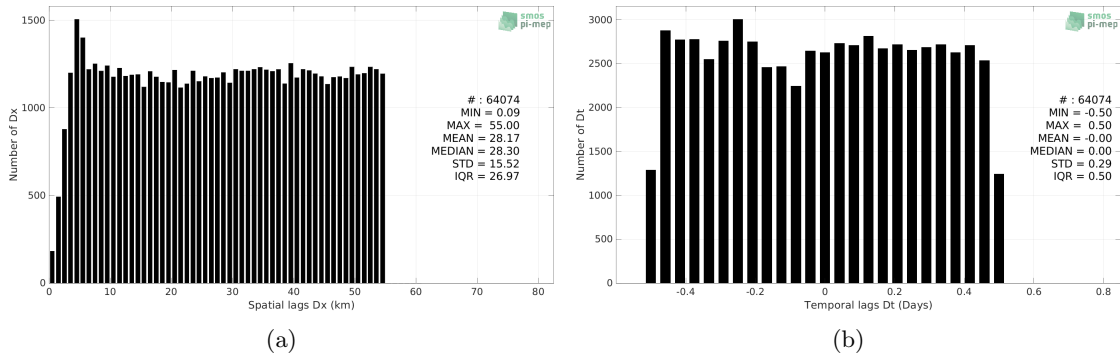 smos
pi-mep
1500
1000
500
0
Number of Dx
# : 64074
MIN = 0.09
MAX = 55.00
MEAN = 28.17
MEDIAN = 28.30
STD = 15.52
IQR = 26.97
0 10 20 30 40 50 60 70 80
Spatial lags Dx (km)
(a)
smos
pi-mep
3000
2500
2000
1500
1000
500
0
Number of Dt
# : 64074
MIN = -0.50
MAX = 0.50
MEAN = -0.00
MEDIAN = 0.00
STD = 0.29
IQR = 0.50
-0.4 -0.2 0 0.2 0.4 0.6 0.8
Temporal lags Dt (Days)
(b)